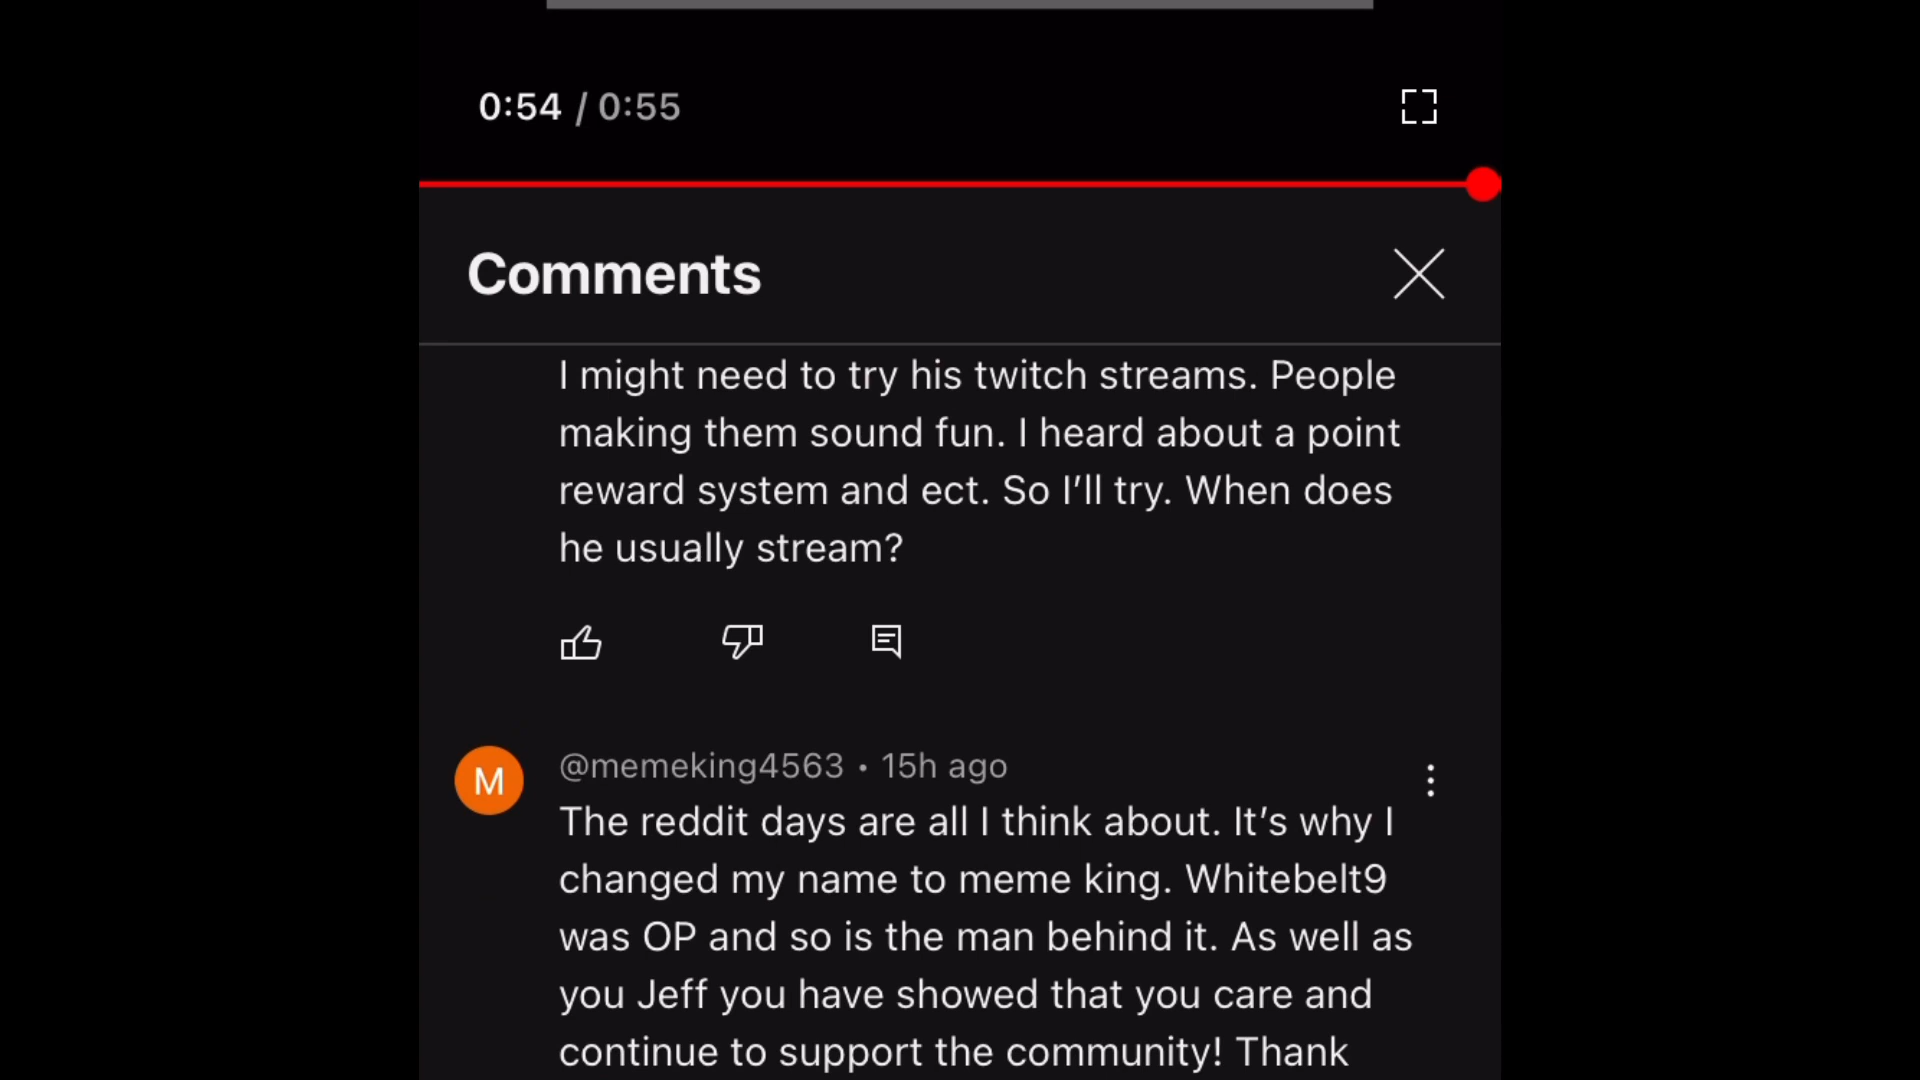 0:54 / 0:55
Comments
I might need to try his twitch streams. People
making them sound fun. I heard about a point
reward system and ect. So I’ll try. When does
he usually stream?
M
@memeking4563 • 15h ago
The reddit days are all I think about. It’s why I
changed my name to meme king. Whitebelt9
was OP and so is the man behind it. As well as
you Jeff you have showed that you care and
continue to support the community! Thank